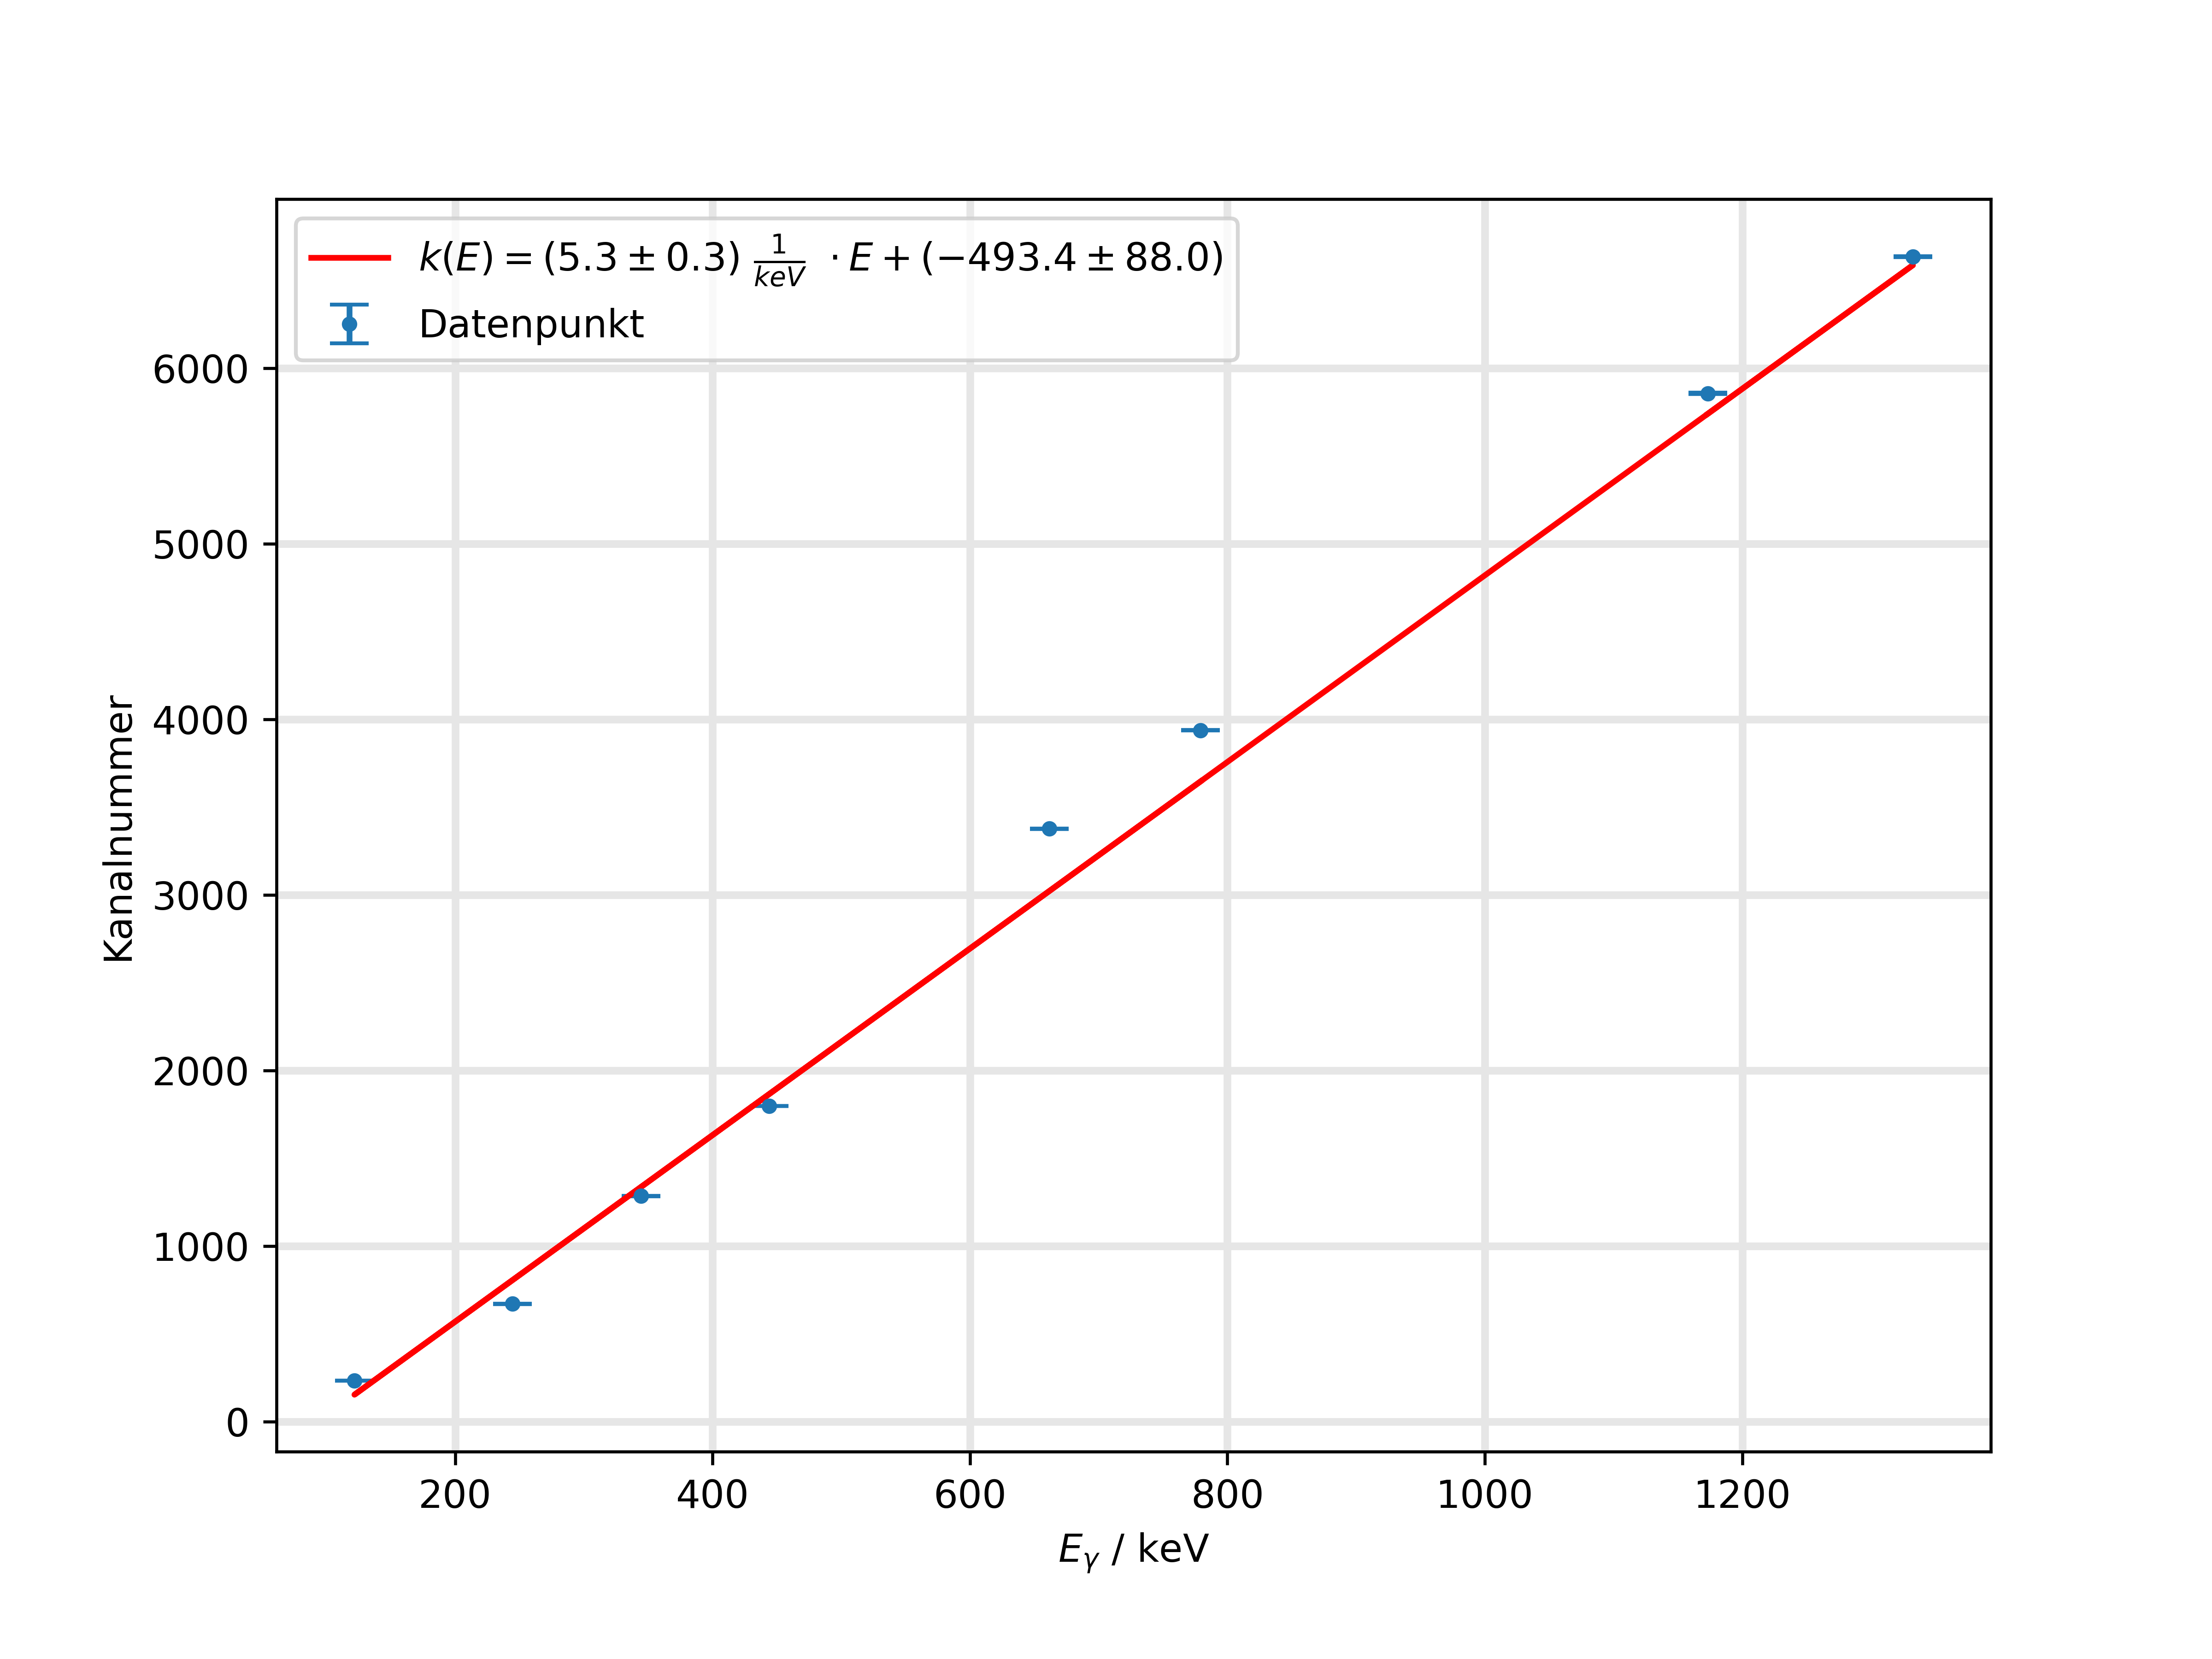 k(E) = (5.3 ± 0.3) 1/keV · E + (−493.4 ± 88.0)
Datenpunkt
6000
5000
4000
3000
2000
1000
0
Kanalnummer
200 400 600 800 1000 1200
Eγ / keV